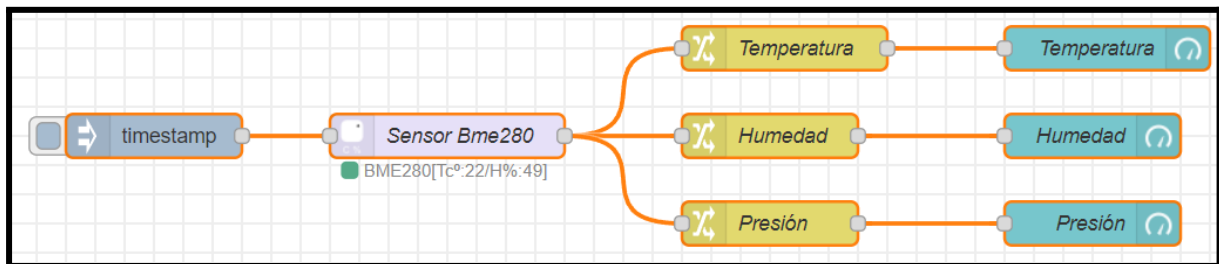 Temperatura
Temperatura
timestamp
Sensor Bme280
Humedad
Humedad
BME280[Tcº:22/H%:49]
Presión
Presión